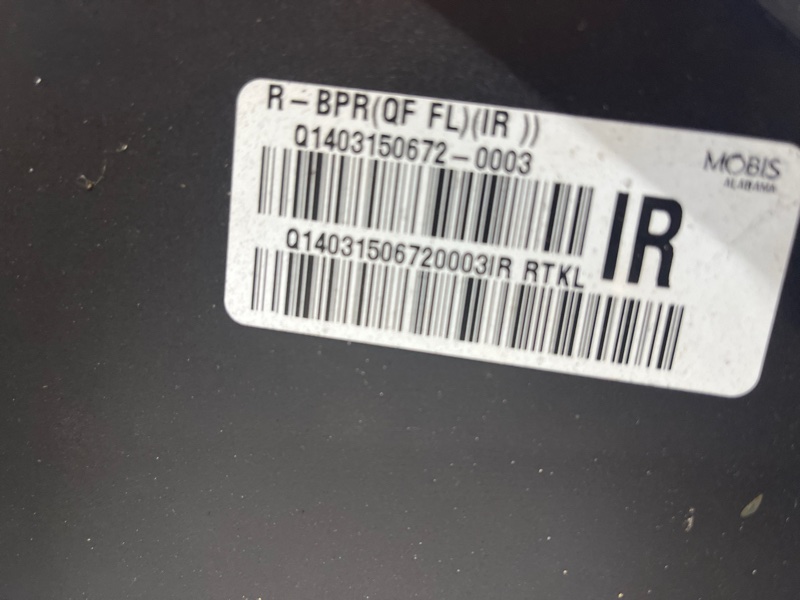 R-BPR(QF FL)(IR ))
Q1403150672-0003
MOBIS
ALABAMA
IR
Q14031506720003IR RTKL